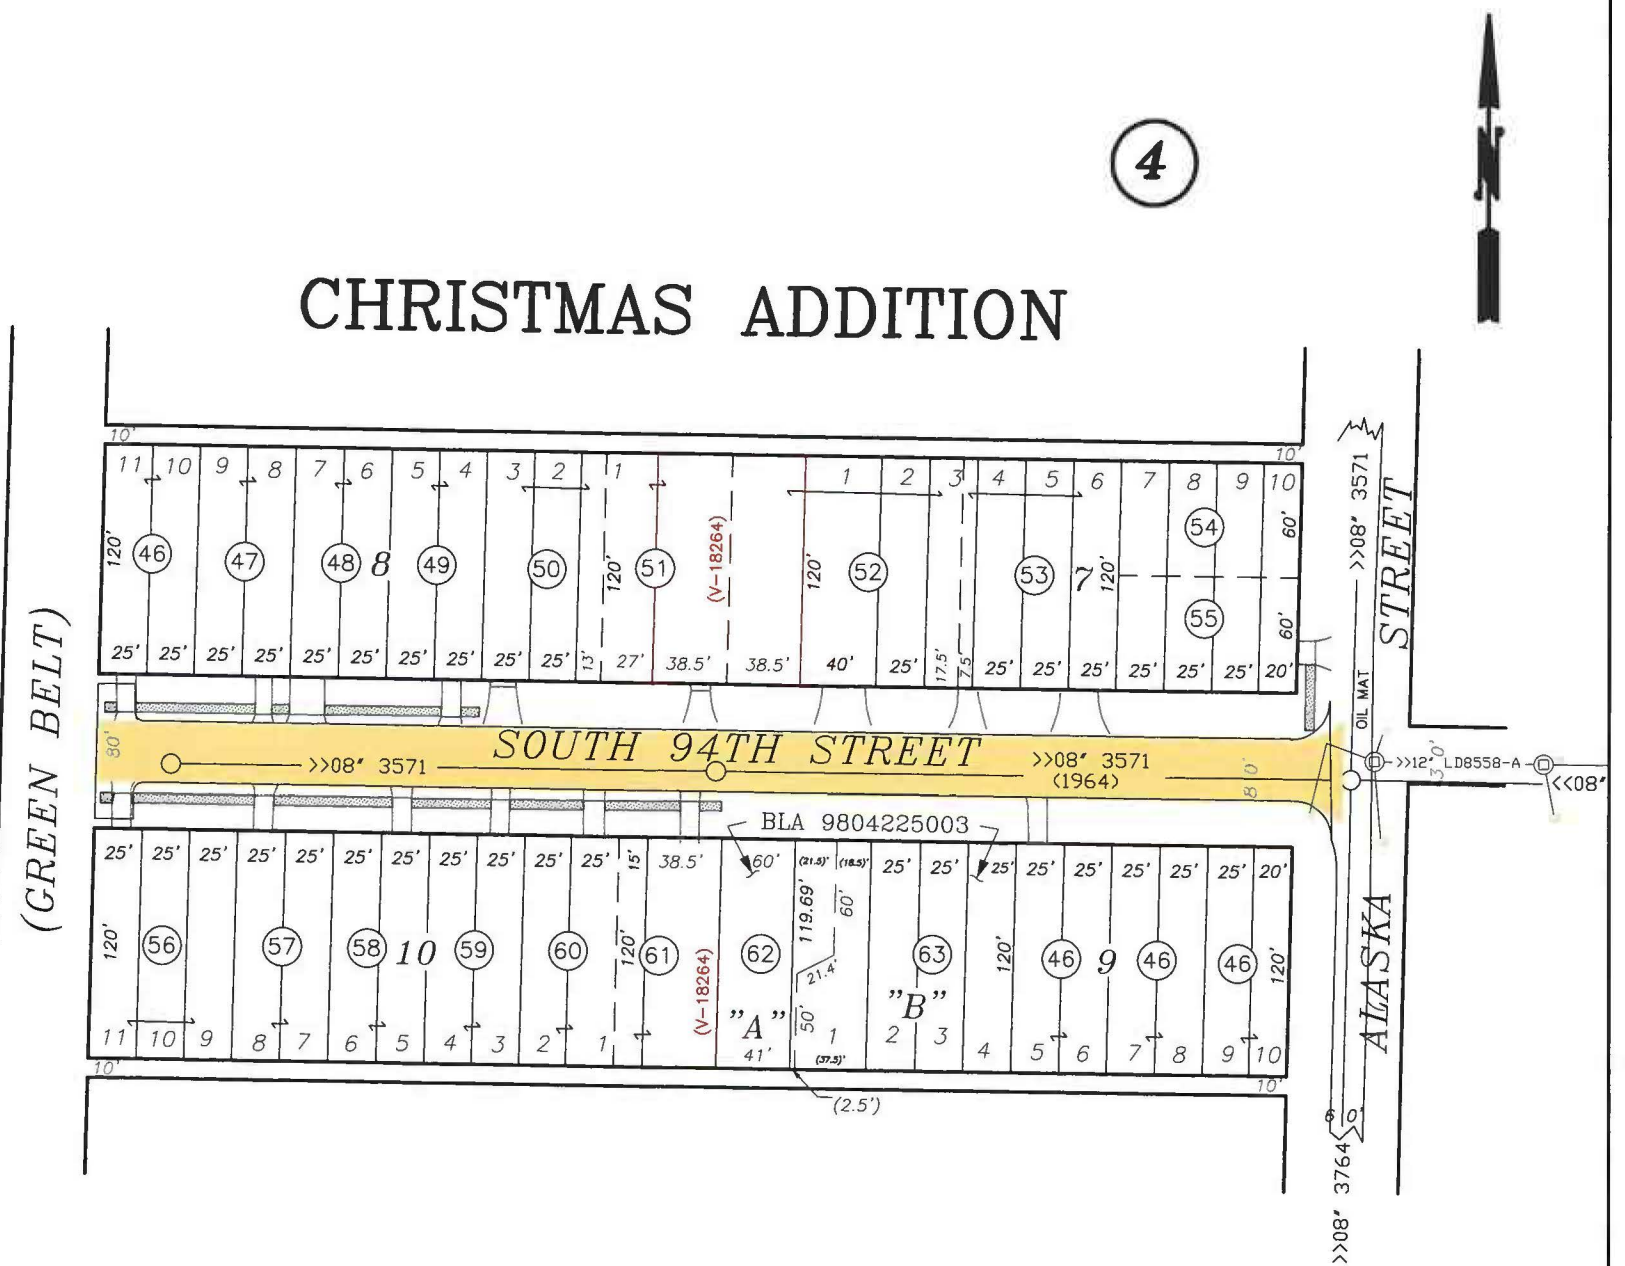 4
N
CHRISTMAS ADDITION
10'
10'
11 10 9 8 7 6 5 4 3 2 1 1 2 3 4 5 6 7 8 9 10
120' 46 47 48 8 49 50 120' 51 (V-18264) 120' 52 53 7 120' 54 60'
55 60'
25' 25' 25' 25' 25' 25' 25' 25' 25' 25' 13' 27' 38.5' 38.5' 40' 25' 17.5' 7.5' 25' 25' 25' 25' 25' 25' 20'
>>08" 3571
STREET
OIL MAT
(GREEN BELT)
80'
SOUTH 94TH STREET
>>08" 3571
>>08" 3571
(1964)
80'
>>12" LD8558-A
30'
<<08"
BLA 9804225003
25' 25' 25' 25' 25' 25' 25' 25' 25' 25' 25' 15' 38.5' 60' (21.5)' (18.5)' 25' 25' 25' 25' 25' 25' 25' 25' 20'
120' 56 57 58 10 59 60 120' 61 (V-18264) 62 119.69' 60' 63 120' 46 9 46 46 120'
21.4'
"A" 50' "B"
11 10 9 8 7 6 5 4 3 2 1 1 2 3 4 5 6 7 8 9 10
41' (37.5)'
10'
10'
(2.5')
ALASKA
60'
>>08" 3764